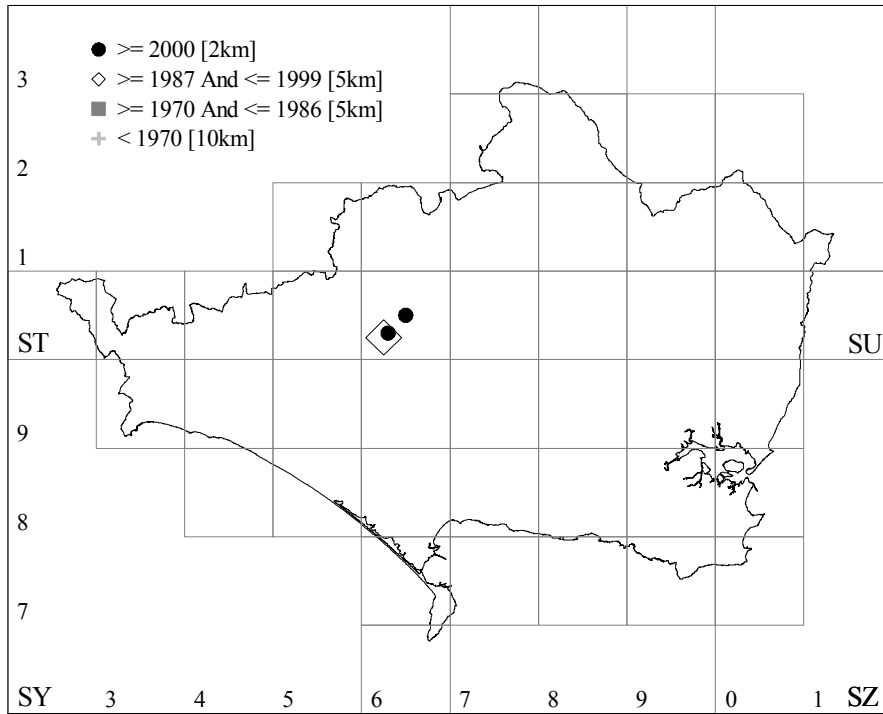 >= 2000 [2km]
>= 1987 And <= 1999 [5km]
>= 1970 And <= 1986 [5km]
< 1970 [10km]
3
2
1
ST SU
9
8
7
SY 3 4 5 6 7 8 9 0 1 SZ